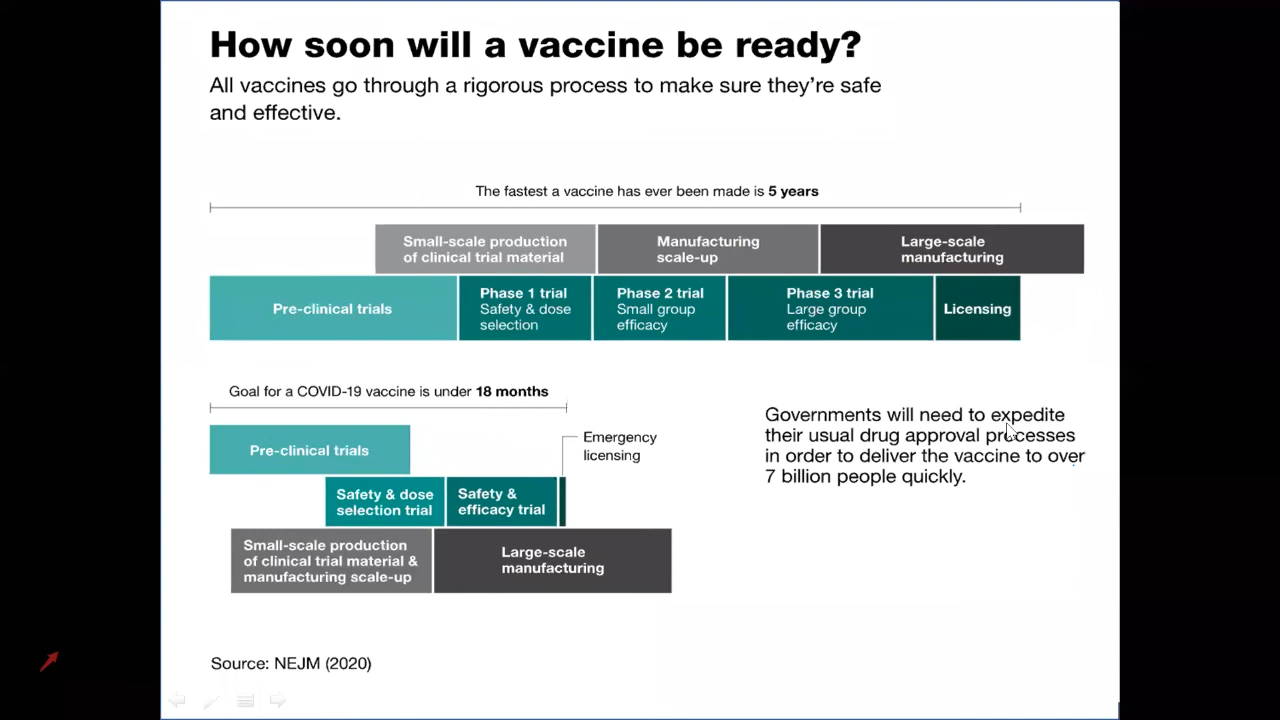 How soon will a vaccine be ready?
All vaccines go through a rigorous process to make sure they're safe
and effective.
The fastest a vaccine has ever been made is 5 years
Small-scale production
of clinical trial material
Manufacturing
scale-up
Large-scale
manufacturing
Pre-clinical trials
Phase 1 trial
Safety & dose
selection
Phase 2 trial
Small group
efficacy
Phase 3 trial
Large group
efficacy
Licensing
Goal for a COVID-19 vaccine is under 18 months
Pre-clinical trials
Emergency
licensing
Safety & dose
selection trial
Safety &
efficacy trial
Small-scale production
of clinical trial material &
manufacturing scale-up
Large-scale
manufacturing
Governments will need to expedite
their usual drug approval processes
in order to deliver the vaccine to over
7 billion people quickly.
Source: NEJM (2020)